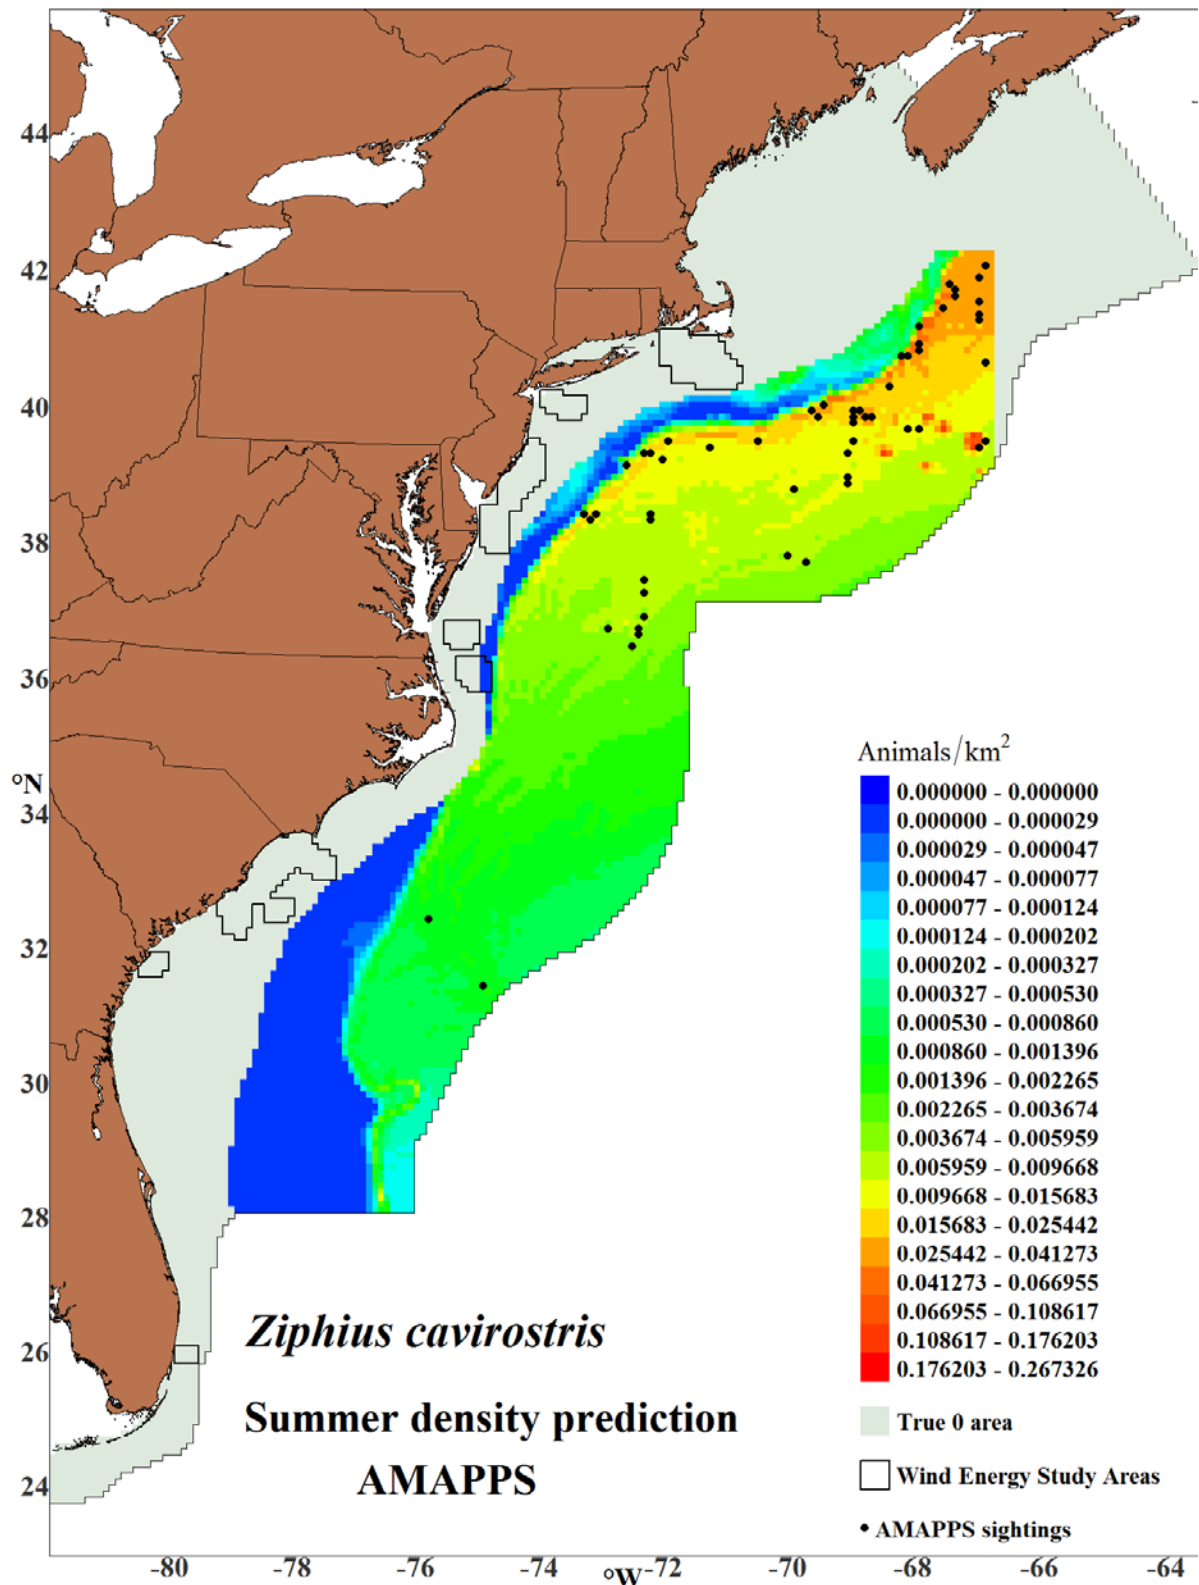 44
42
40
38
36
°N
34
32
30
28
26
24
Animals/km²
0.000000 - 0.000000
0.000000 - 0.000029
0.000029 - 0.000047
0.000047 - 0.000077
0.000077 - 0.000124
0.000124 - 0.000202
0.000202 - 0.000327
0.000327 - 0.000530
0.000530 - 0.000860
0.000860 - 0.001396
0.001396 - 0.002265
0.002265 - 0.003674
0.003674 - 0.005959
0.005959 - 0.009668
0.009668 - 0.015683
0.015683 - 0.025442
0.025442 - 0.041273
0.041273 - 0.066955
0.066955 - 0.108617
0.108617 - 0.176203
0.176203 - 0.267326
True 0 area
Wind Energy Study Areas
AMAPPS sightings
Ziphius cavirostris
Summer density prediction
AMAPPS
-80 -78 -76 -74 °W -72 -70 -68 -66 -64